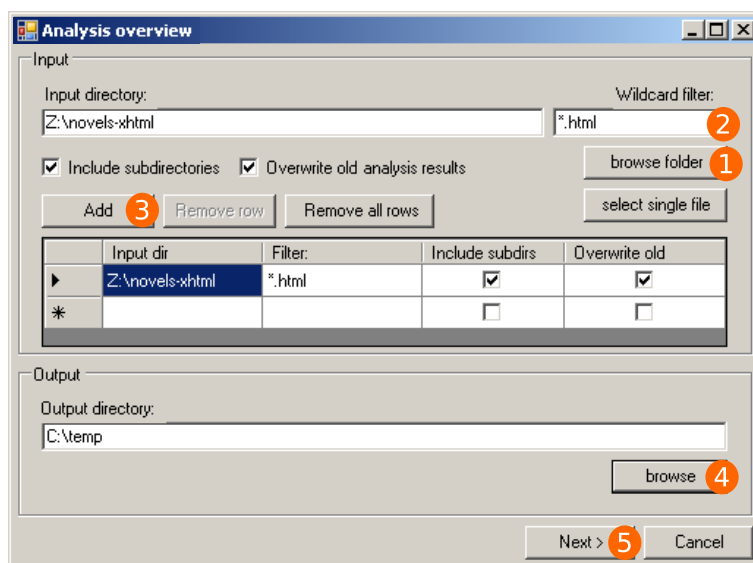 Analysis overview
Input
Input directory: Wildcard filter:
Z:\novels-xhtml *.html 2
Include subdirectories Overwrite old analysis results browse folder 1
Add 3 Remove row Remove all rows select single file
Input dir Filter: Include subdirs Overwrite old
Z:\novels-xhtml *.html
Output
Output directory:
C:\temp
browse 4
Next > 5 Cancel